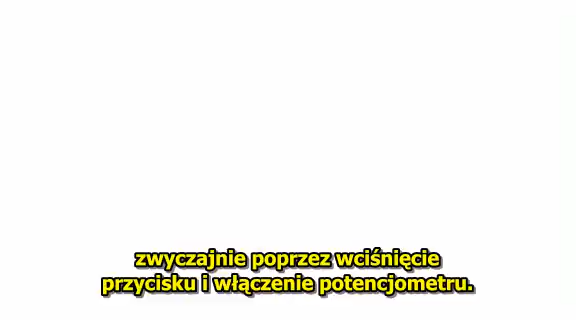 zwyczajnie poprzez wciśnięcie
przycisku i włączenie potencjometru.